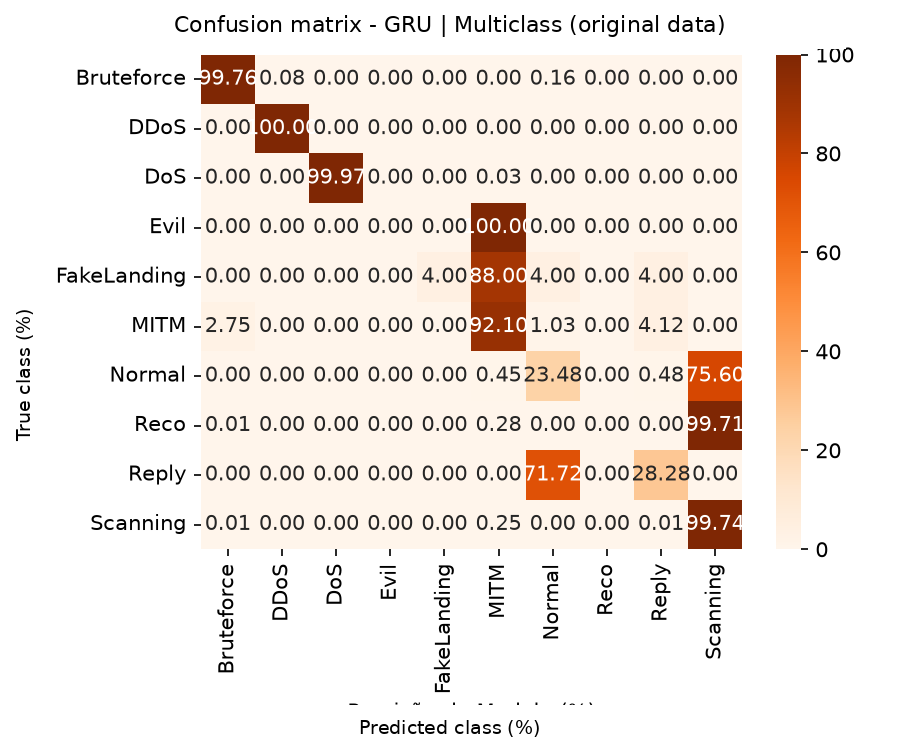 Confusion matrix - GRU | Multiclass (original data)
Bruteforce 99.76 0.08 0.00 0.00 0.00 0.00 0.16 0.00 0.00 0.00
DDoS 0.00 100.00 0.00 0.00 0.00 0.00 0.00 0.00 0.00 0.00
DoS 0.00 0.00 99.97 0.00 0.00 0.03 0.00 0.00 0.00 0.00
Evil 0.00 0.00 0.00 0.00 0.00 100.00 0.00 0.00 0.00 0.00
FakeLanding 0.00 0.00 0.00 0.00 4.00 88.00 4.00 0.00 4.00 0.00
MITM 2.75 0.00 0.00 0.00 0.00 92.10 1.03 0.00 4.12 0.00
Normal 0.00 0.00 0.00 0.00 0.00 0.45 23.48 0.00 0.48 75.60
Reco 0.01 0.00 0.00 0.00 0.00 0.28 0.00 0.00 0.00 99.71
Reply 0.00 0.00 0.00 0.00 0.00 0.00 71.72 0.00 28.28 0.00
Scanning 0.01 0.00 0.00 0.00 0.00 0.25 0.00 0.00 0.01 99.74
Bruteforce DDoS DoS Evil FakeLanding MITM Normal Reco Reply Scanning
Predicted class (%)
True class (%)
100
80
60
40
20
0